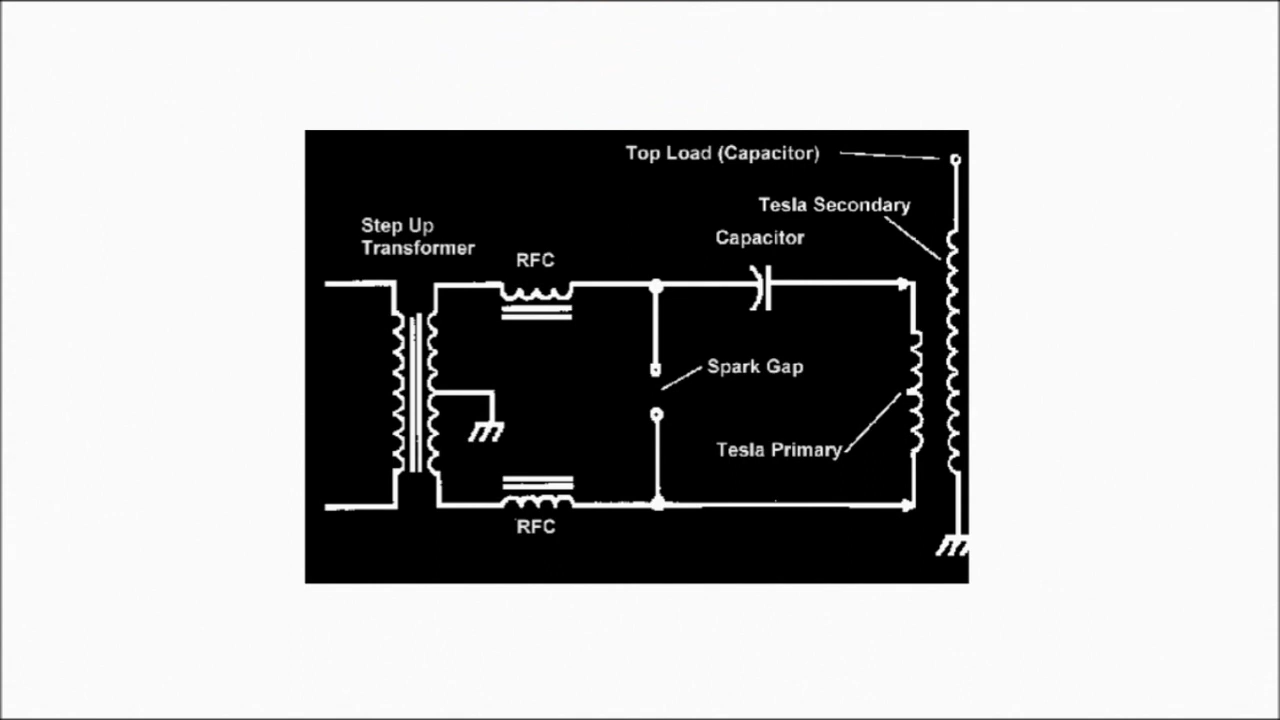 Top Load (Capacitor)
Tesla Secondary
Step Up
Transformer
Capacitor
RFC
Spark Gap
Tesla Primary
RFC